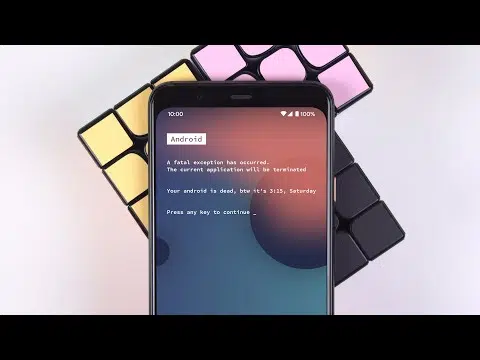 10:00
100%
Android
A fatal exception has occurred.
The current application will be terminated
Your android is dead, btw it's 3:15, Saturday
Press any key to continue _